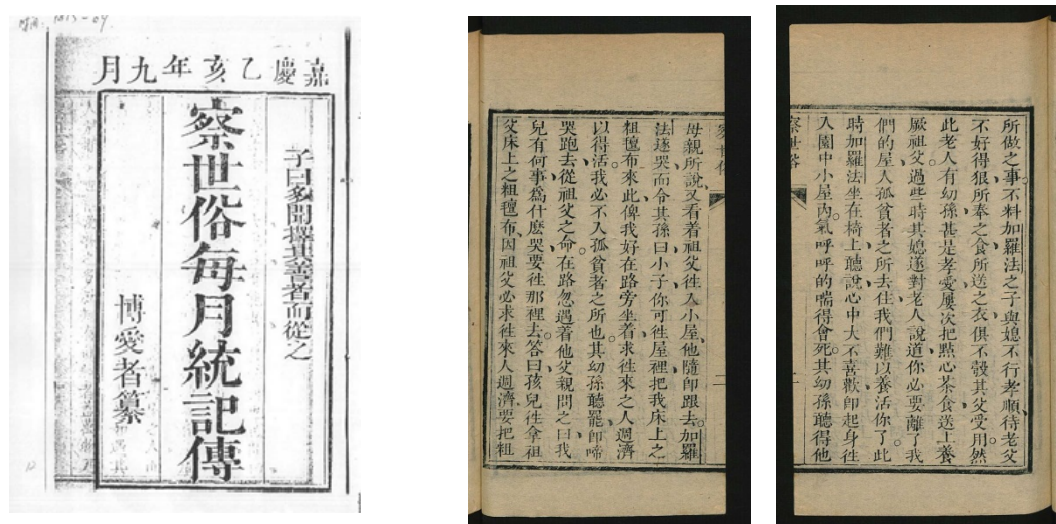 1815-09.
嘉慶乙亥年九月
子曰多聞擇其善者而從之
察世俗每月統記傳
博愛者纂
所做之事。不料加羅法之子與媳不行孝順、待老父
不好得狠、所奉之食、所送之衣、俱不彀其父受用。然
此老人有幼孫、甚是孝愛、屢次把點心茶食送上養
厥祖父。過些時、其媳遂對老人說道、你必要離了我
們的屋、入孤貧者之所去住、我們難以養活你了。此
時加羅法坐在椅上、聽說心中大不喜歡、即起身徃
入園中小屋內、氣呼呼的喘得會死。其幼孫聽得他
察世俗
母親所說、又看着祖父徃入小屋、他隨即跟去。加羅
法遂哭而令其孫曰、小子你可徃屋裡把我床上之
粗氊布來此、俾我好在路旁坐着、求徃來之人週濟
以得活、我必不入孤貧者之所也。其幼孫聽罷、即啼
哭跑去、從祖父之命。在路忽遇着他父親問之曰、我
兒有何事、爲什麽哭、要徃那裡去。答曰、孩兒徃拿祖
父床上之粗氊布、因祖父必求徃來人週濟、要把粗